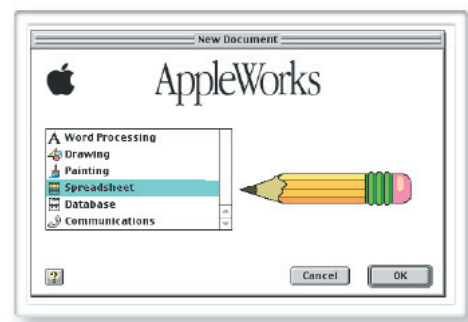 New Document
AppleWorks
Word Processing
Drawing
Painting
Spreadsheet
Database
Communications
?
Cancel
OK